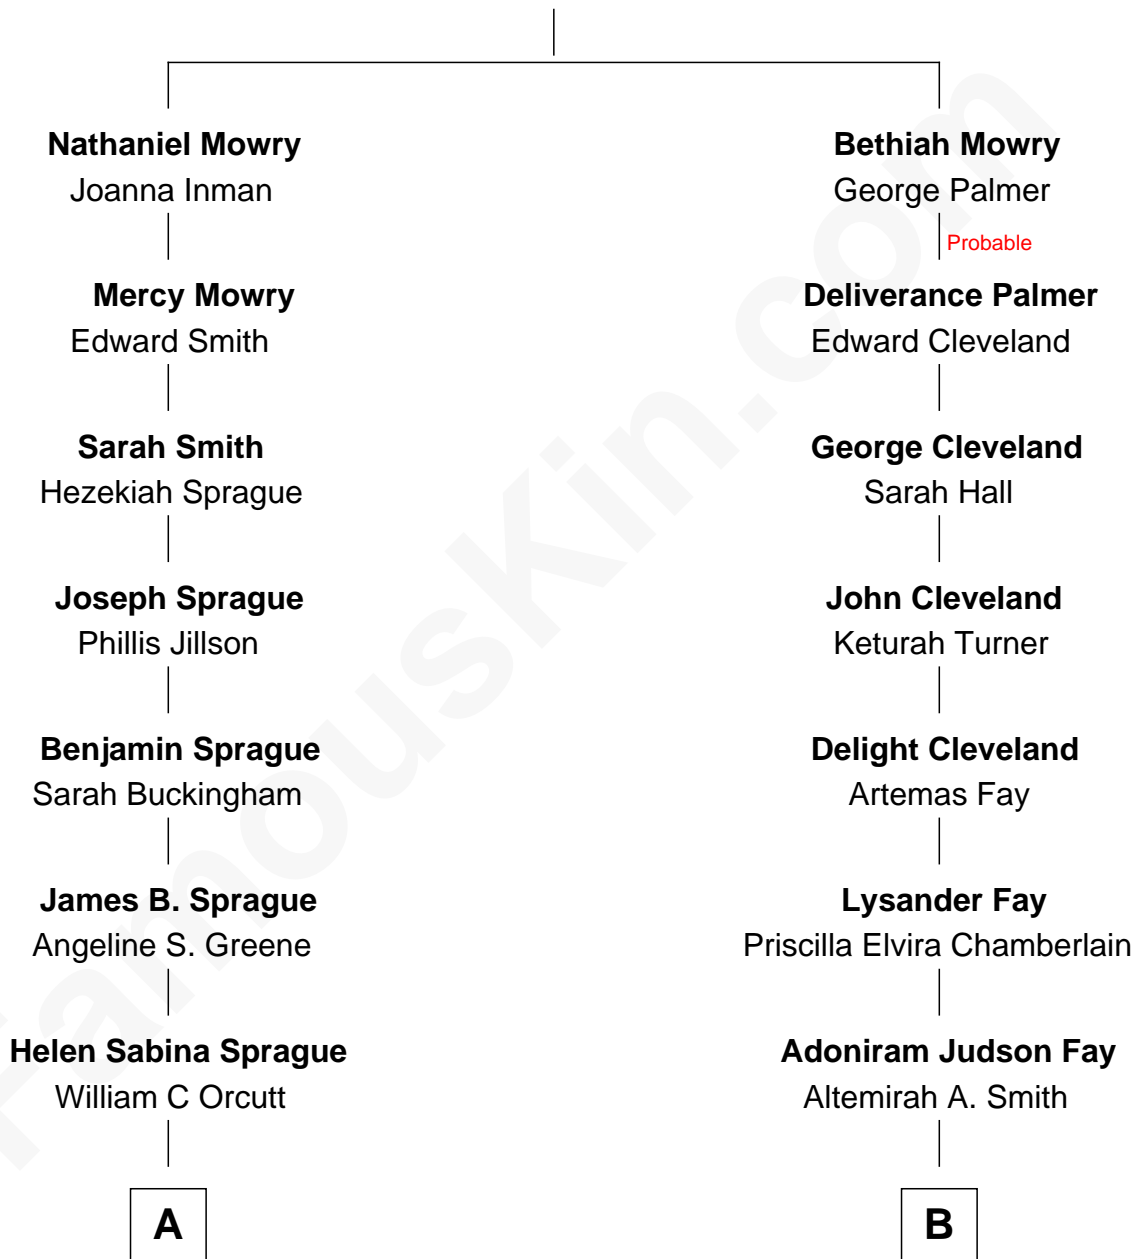 Nathaniel Mowry
Joanna Inman
Mercy Mowry
Edward Smith
Sarah Smith
Hezekiah Sprague
Joseph Sprague
Phillis Jillson
Benjamin Sprague
Sarah Buckingham
James B. Sprague
Angeline S. Greene
Helen Sabina Sprague
William C Orcutt
A
Bethiah Mowry
George Palmer
Probable
Deliverance Palmer
Edward Cleveland
George Cleveland
Sarah Hall
John Cleveland
Keturah Turner
Delight Cleveland
Artemas Fay
Lysander Fay
Priscilla Elvira Chamberlain
Adoniram Judson Fay
Altemirah A. Smith
B
FamousKin.com